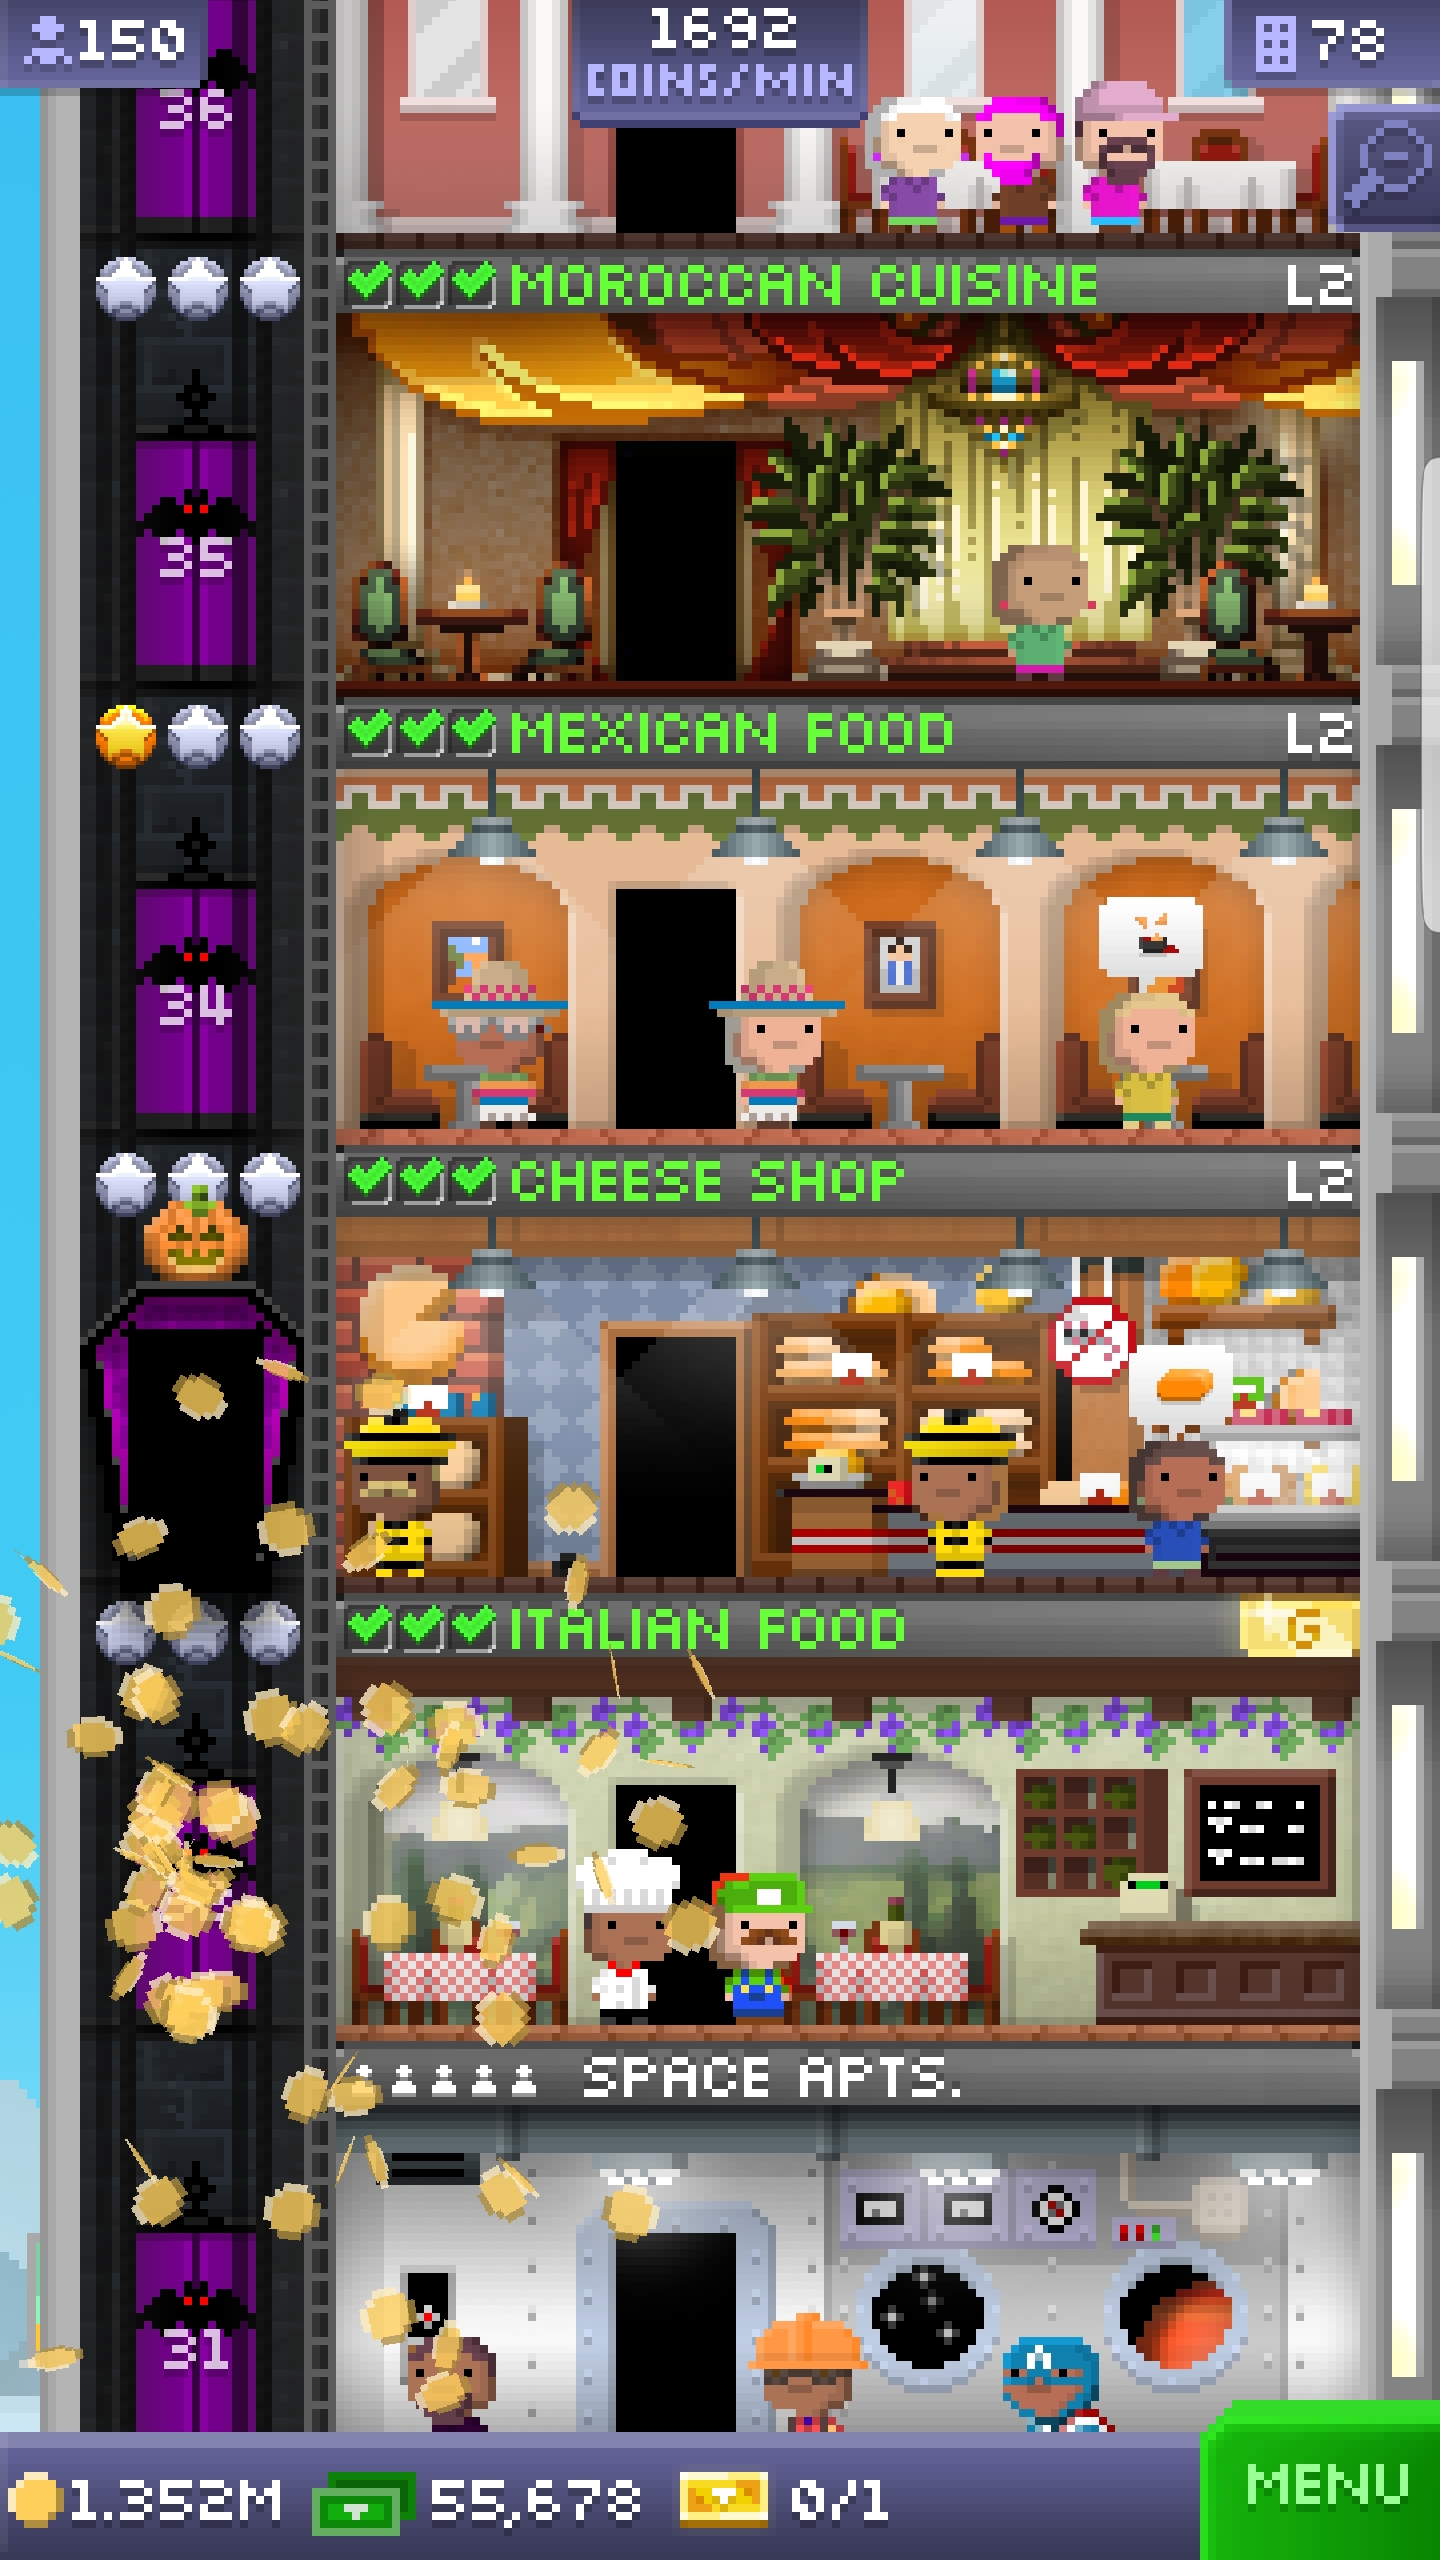 150
1692
COINS/MIN
78
36
MOROCCAN CUISINE L2
35
MEXICAN FOOD L2
34
CHEESE SHOP L2
ITALIAN FOOD G
SPACE APTS.
31
1.352M 55,678 0/1
MENU